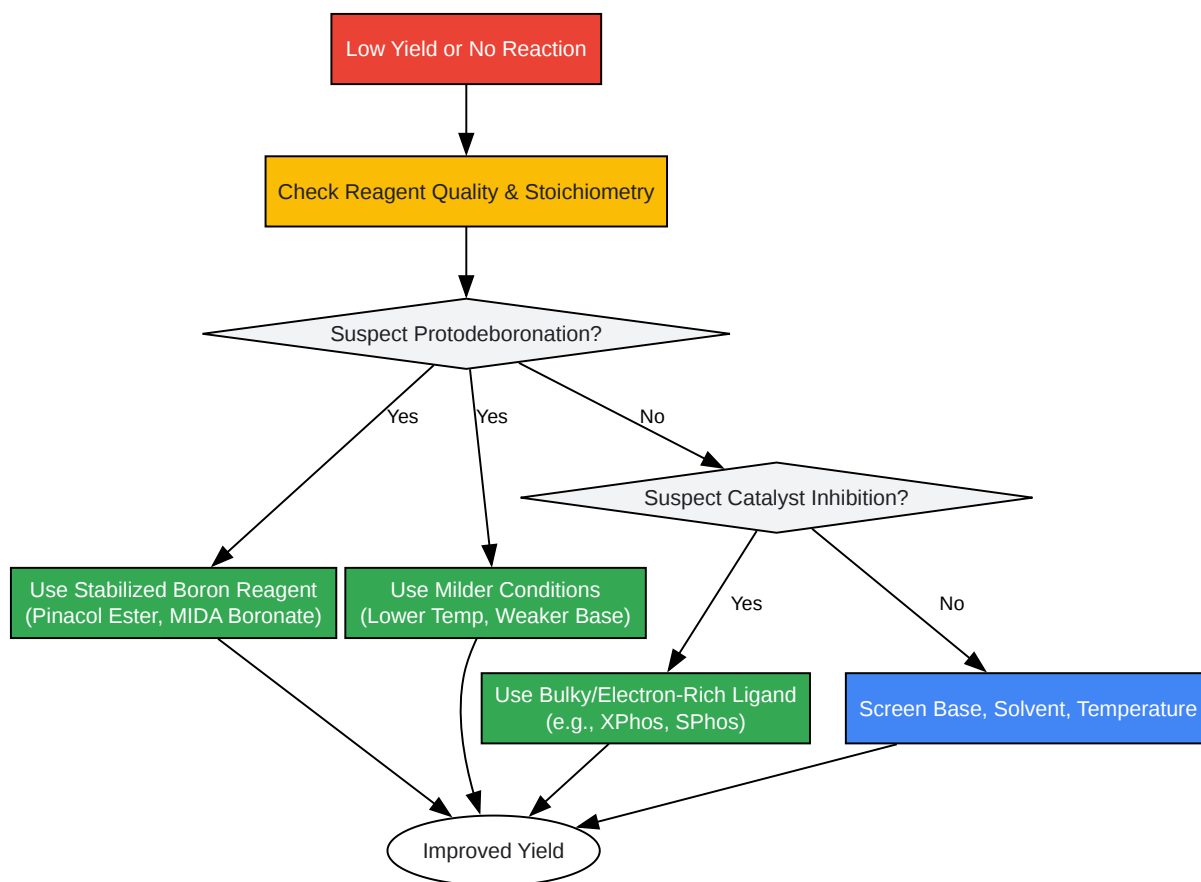 Low Yield or No Reaction
Check Reagent Quality & Stoichiometry
Suspect Protodeboronation?
Yes
Yes
No
Suspect Catalyst Inhibition?
Use Stabilized Boron Reagent
(Pinacol Ester, MIDA Boronate)
Use Milder Conditions
(Lower Temp, Weaker Base)
Yes
No
Use Bulky/Electron-Rich Ligand
(e.g., XPhos, SPhos)
Screen Base, Solvent, Temperature
Improved Yield